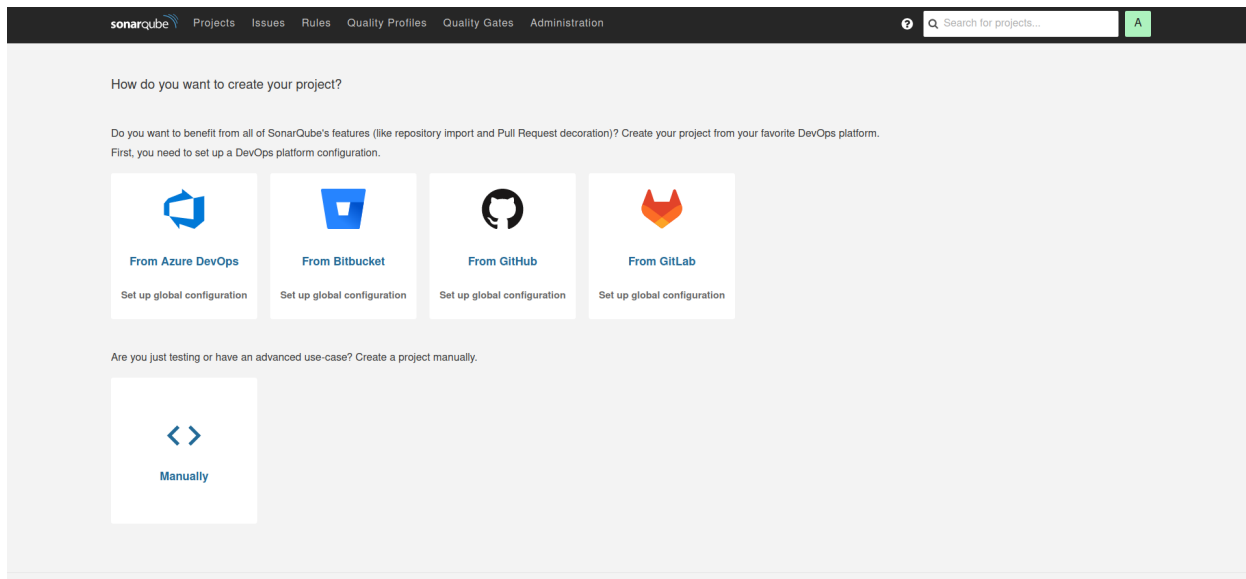 sonarqube Projects Issues Rules Quality Profiles Quality Gates Administration ? Search for projects... A
How do you want to create your project?
Do you want to benefit from all of SonarQube's features (like repository import and Pull Request decoration)? Create your project from your favorite DevOps platform.
First, you need to set up a DevOps platform configuration.
From Azure DevOps From Bitbucket From GitHub From GitLab
Set up global configuration Set up global configuration Set up global configuration Set up global configuration
Are you just testing or have an advanced use-case? Create a project manually.
Manually